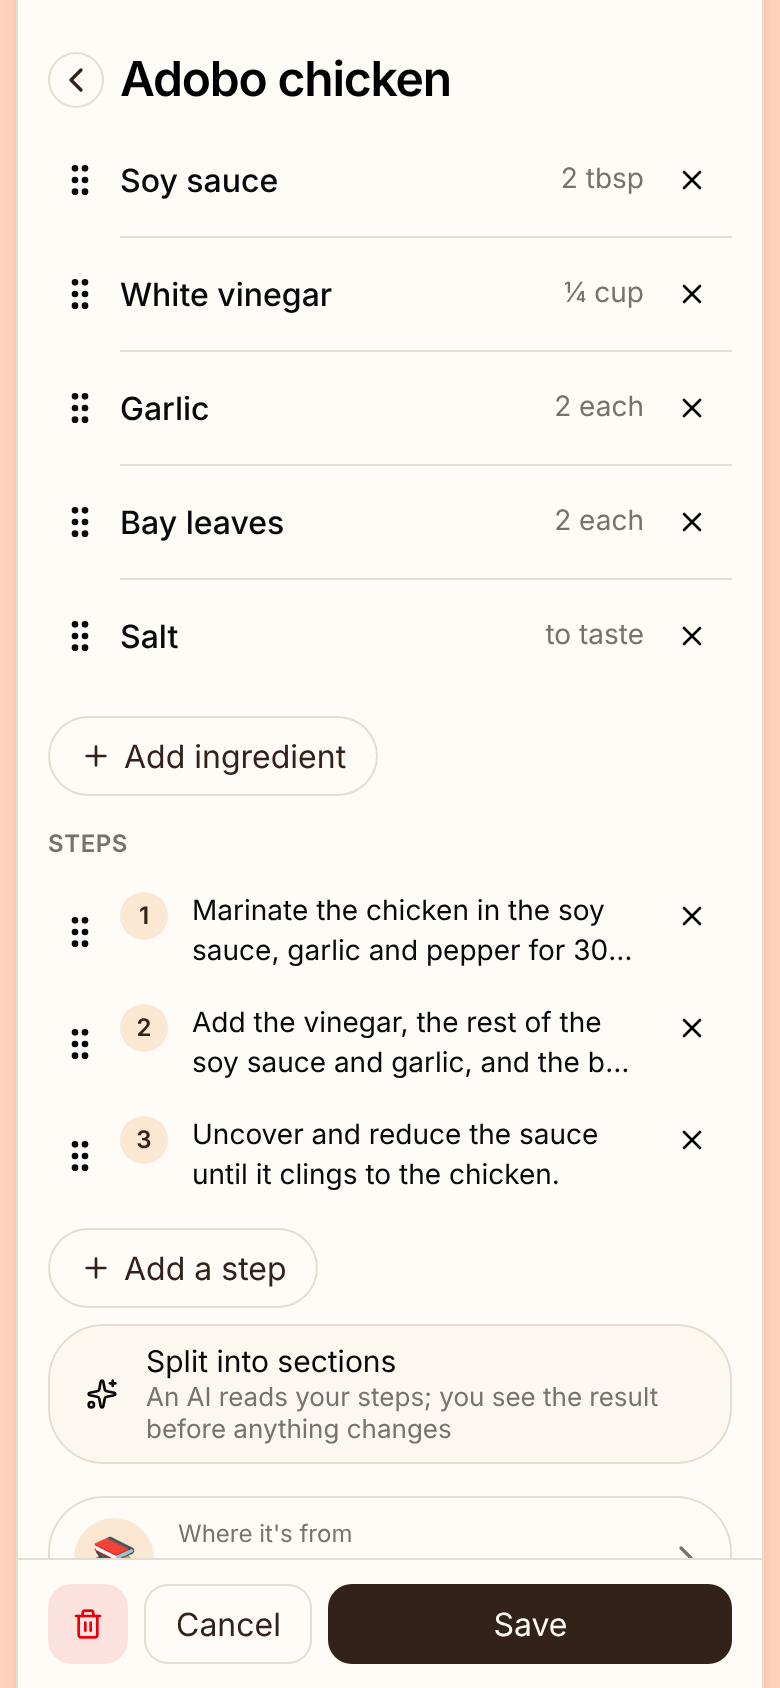 Adobo chicken
Soy sauce 2 tbsp
White vinegar ¼ cup
Garlic 2 each
Bay leaves 2 each
Salt to taste
Add ingredient
STEPS
1 Marinate the chicken in the soy
sauce, garlic and pepper for 30...
2 Add the vinegar, the rest of the
soy sauce and garlic, and the b...
3 Uncover and reduce the sauce
until it clings to the chicken.
Add a step
Split into sections
An AI reads your steps; you see the result
before anything changes
Where it's from
Cancel Save